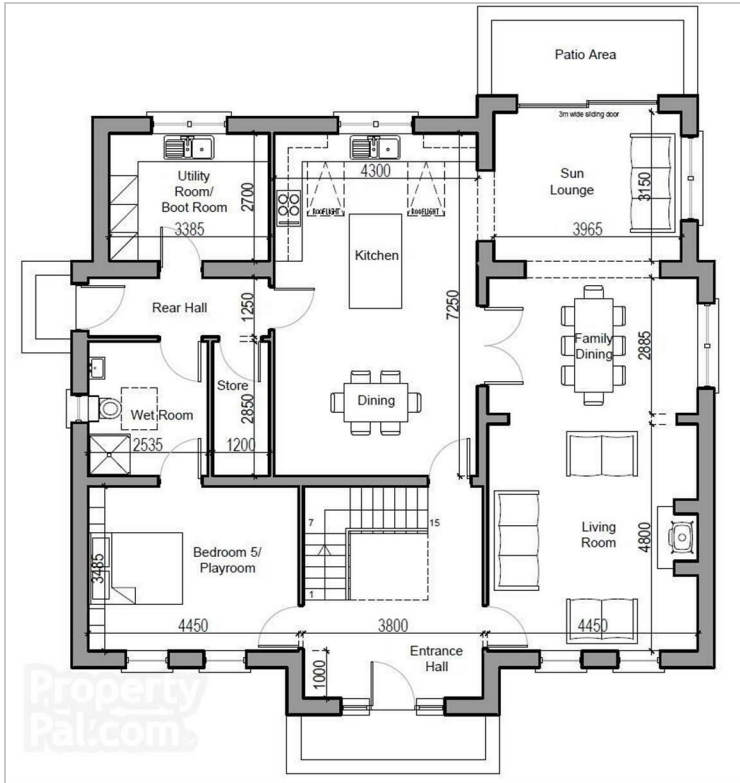 Patio Area
3m wide sliding door
Utility
Room/
Boot Room
2700
3385
4300
ROOFLIGHT
ROOFLIGHT
Kitchen
Sun
Lounge
3150
3965
Rear Hall
1250
7250
Family
Dining
2885
Store
2850
Wet Room
2535
1200
Dining
Living
Room
4800
7
15
1
Bedroom 5/
Playroom
3485
4450
3800
4450
Entrance
Hall
1000
Property
Pal.com